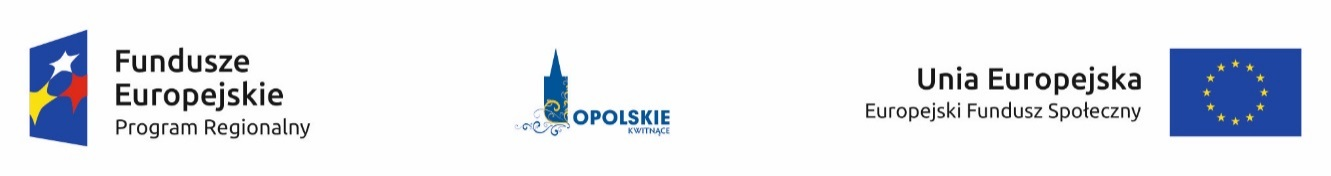 Fundusze
Europejskie
Program Regionalny
OPOLSKIE
KWITNĄCE
Unia Europejska
Europejski Fundusz Społeczny